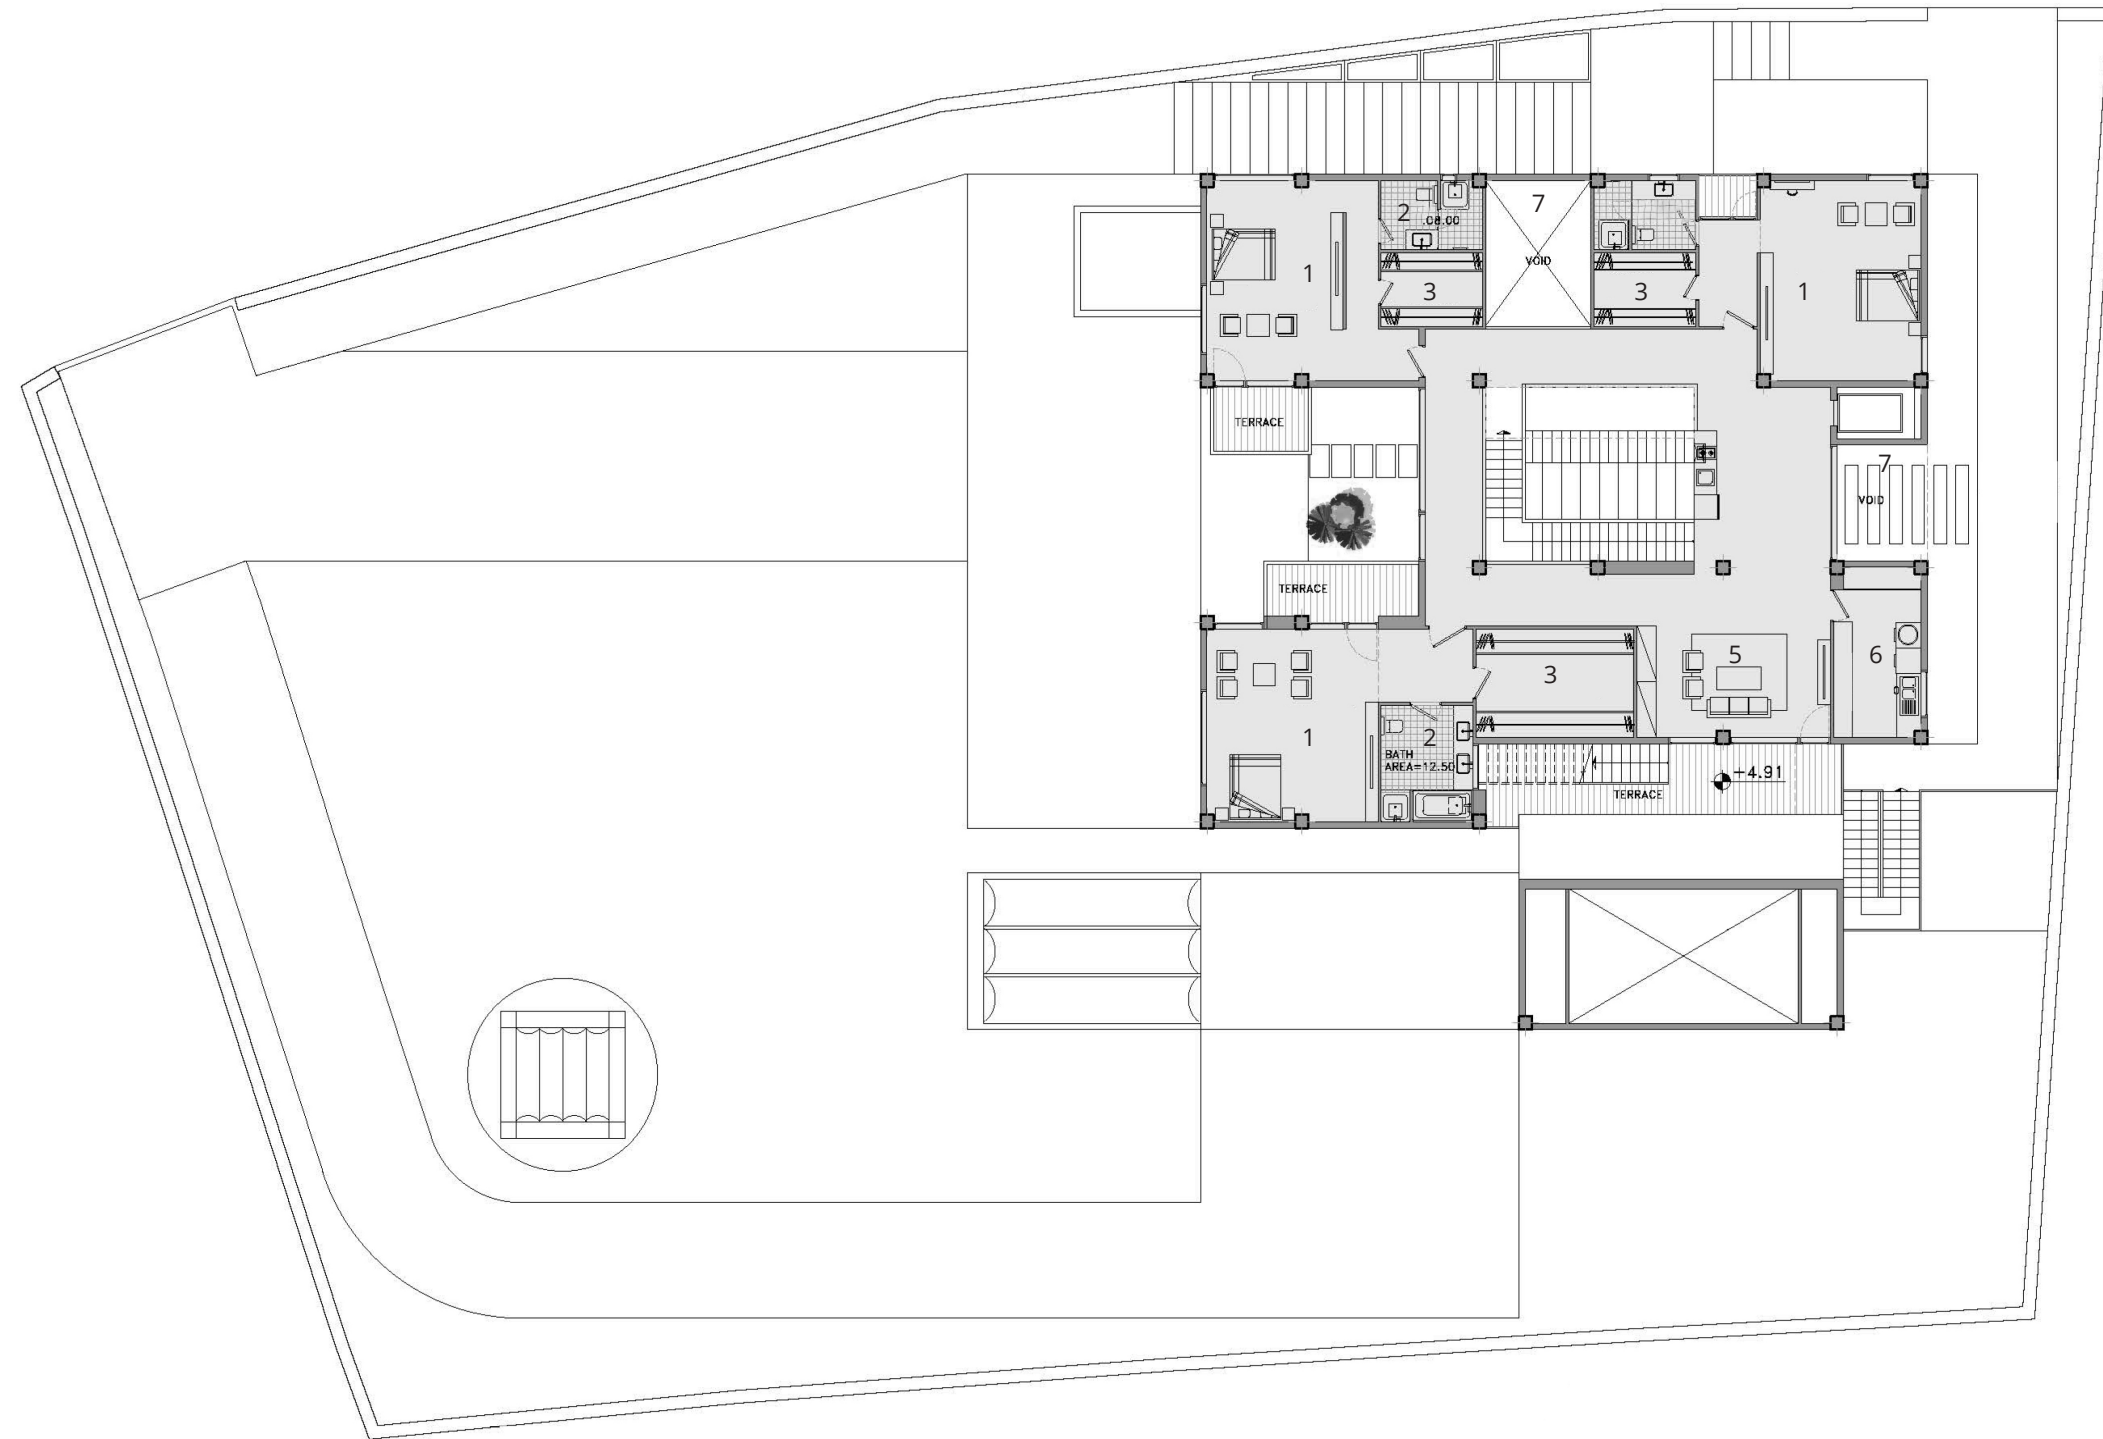 7
2
.08.00
VOID
1
3
3
1
TERRACE
7
VOID
TERRACE
5
6
3
1
2
BATH
AREA=12.50
+4.91
TERRACE